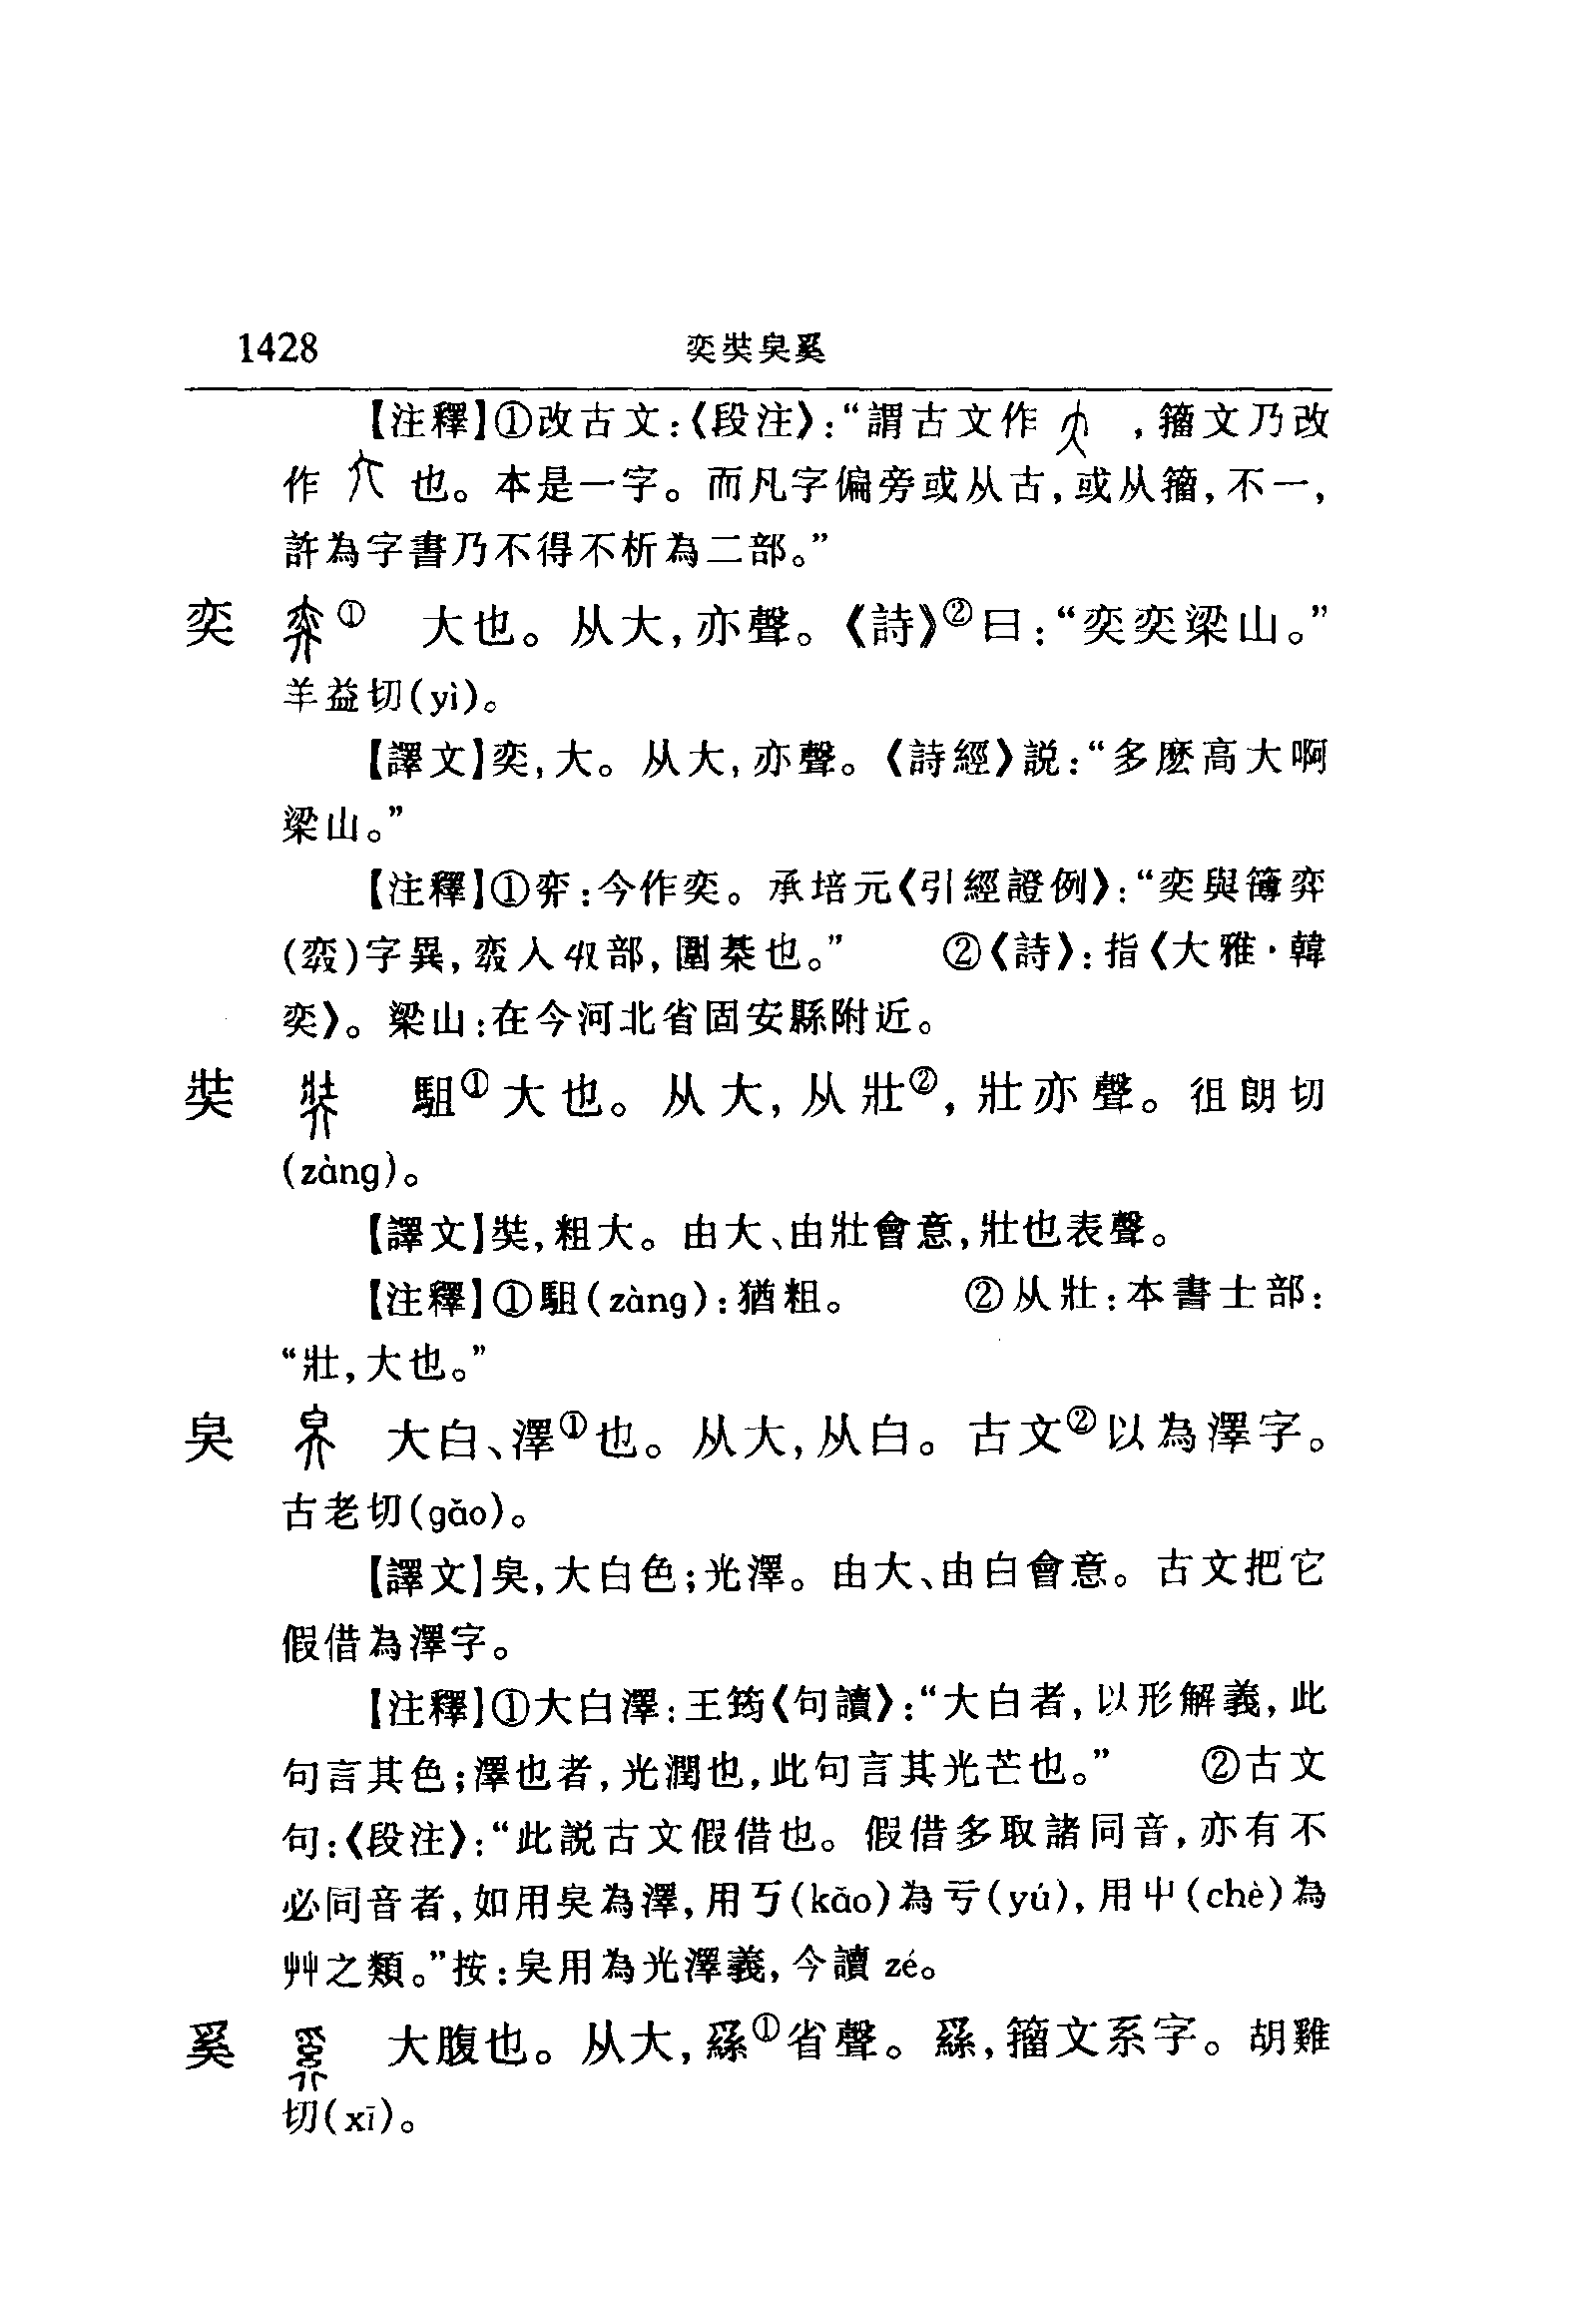 1428 奕奘臭奚
【注釋】①改古文:《段注》:“謂古文作 ,籀文乃改
作 也。本是一字。而凡字偏旁或从古,或从籀,不一,
許為字書乃不得不析為二部。”
奕 ① 大也。从大,亦聲。《詩》②曰:“奕奕梁山。”
羊益切(yì)。
【譯文】奕,大。从大,亦聲。《詩經》説:“多麽高大啊
梁山。”
【注釋】①:今作奕。承培元《引經證例》:“奕與簙弈
()字異,入収部,圍棊也。” ②《詩》:指《大雅·韓
奕》。梁山:在今河北省固安縣附近。
奘 駔①大也。从大,从壯②,壯亦聲。徂朗切
(zàng)。
【譯文】奘,粗大。由大、由壯會意,壯也表聲。
【注釋】①駔(zàng):猶粗。 ②从壯:本書士部:
“壯,大也。”
臭 大白、澤①也。从大,从白。古文②以為澤字。
古老切(gǎo)。
【譯文】臭,大白色;光澤。由大、由白會意。古文把它
假借為澤字。
【注釋】①大白澤:王筠《句讀》:“大白者,以形解義,此
句言其色;澤也者,光潤也,此句言其光芒也。” ②古文
句:《段注》:“此説古文假借也。假借多取諸同音,亦有不
必同音者,如用臭為澤,用丂(kǎo)為亏(yú),用屮(chè)為
艸之類。”按:臭用為光澤義,今讀 zé。
奚 大腹也。从大,𦃟①省聲。𦃟,籀文系字。胡雞
切(xī)。